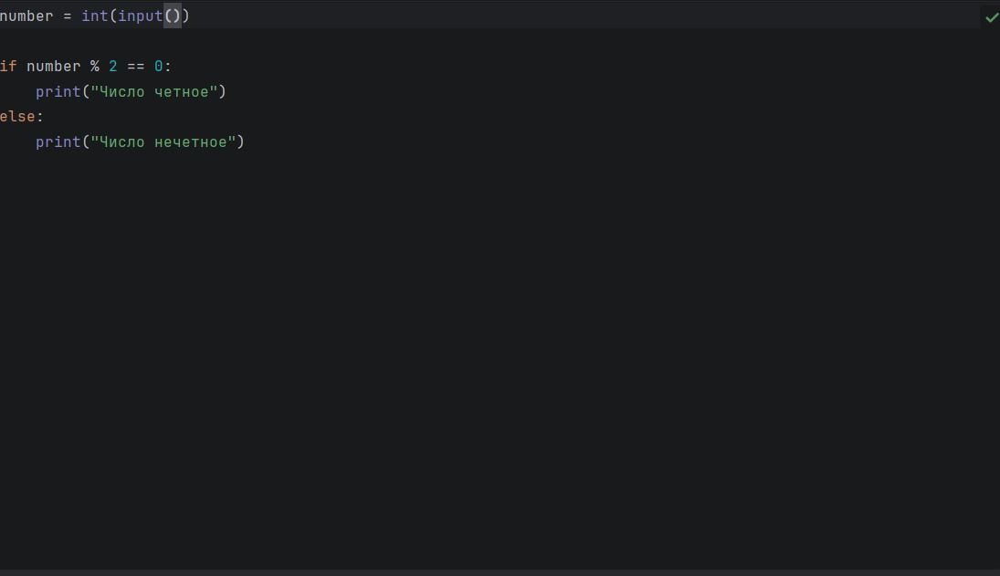 number = int(input())
if number % 2 == 0:
    print("Число четное")
else:
    print("Число нечетное")